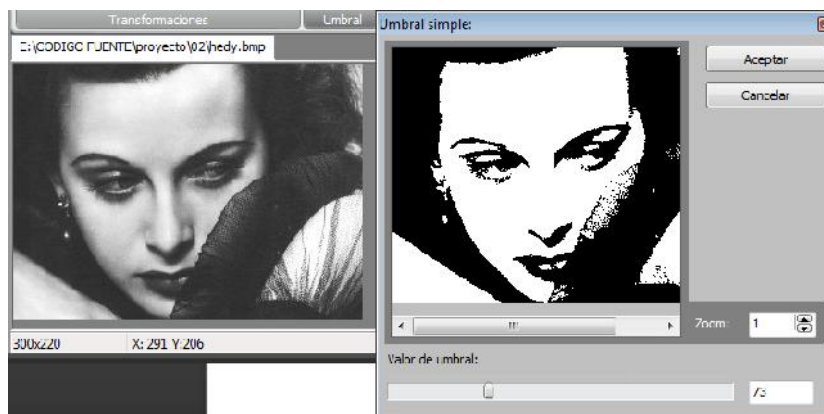 Transformaciones
Umbral
E:\CODIGO FUENTE\proyecto\02\hedy.bmp
300x220
X: 291 Y:206
Umbral simple:
Aceptar
Cancelar
Zoom:
1
Valor de umbral:
73